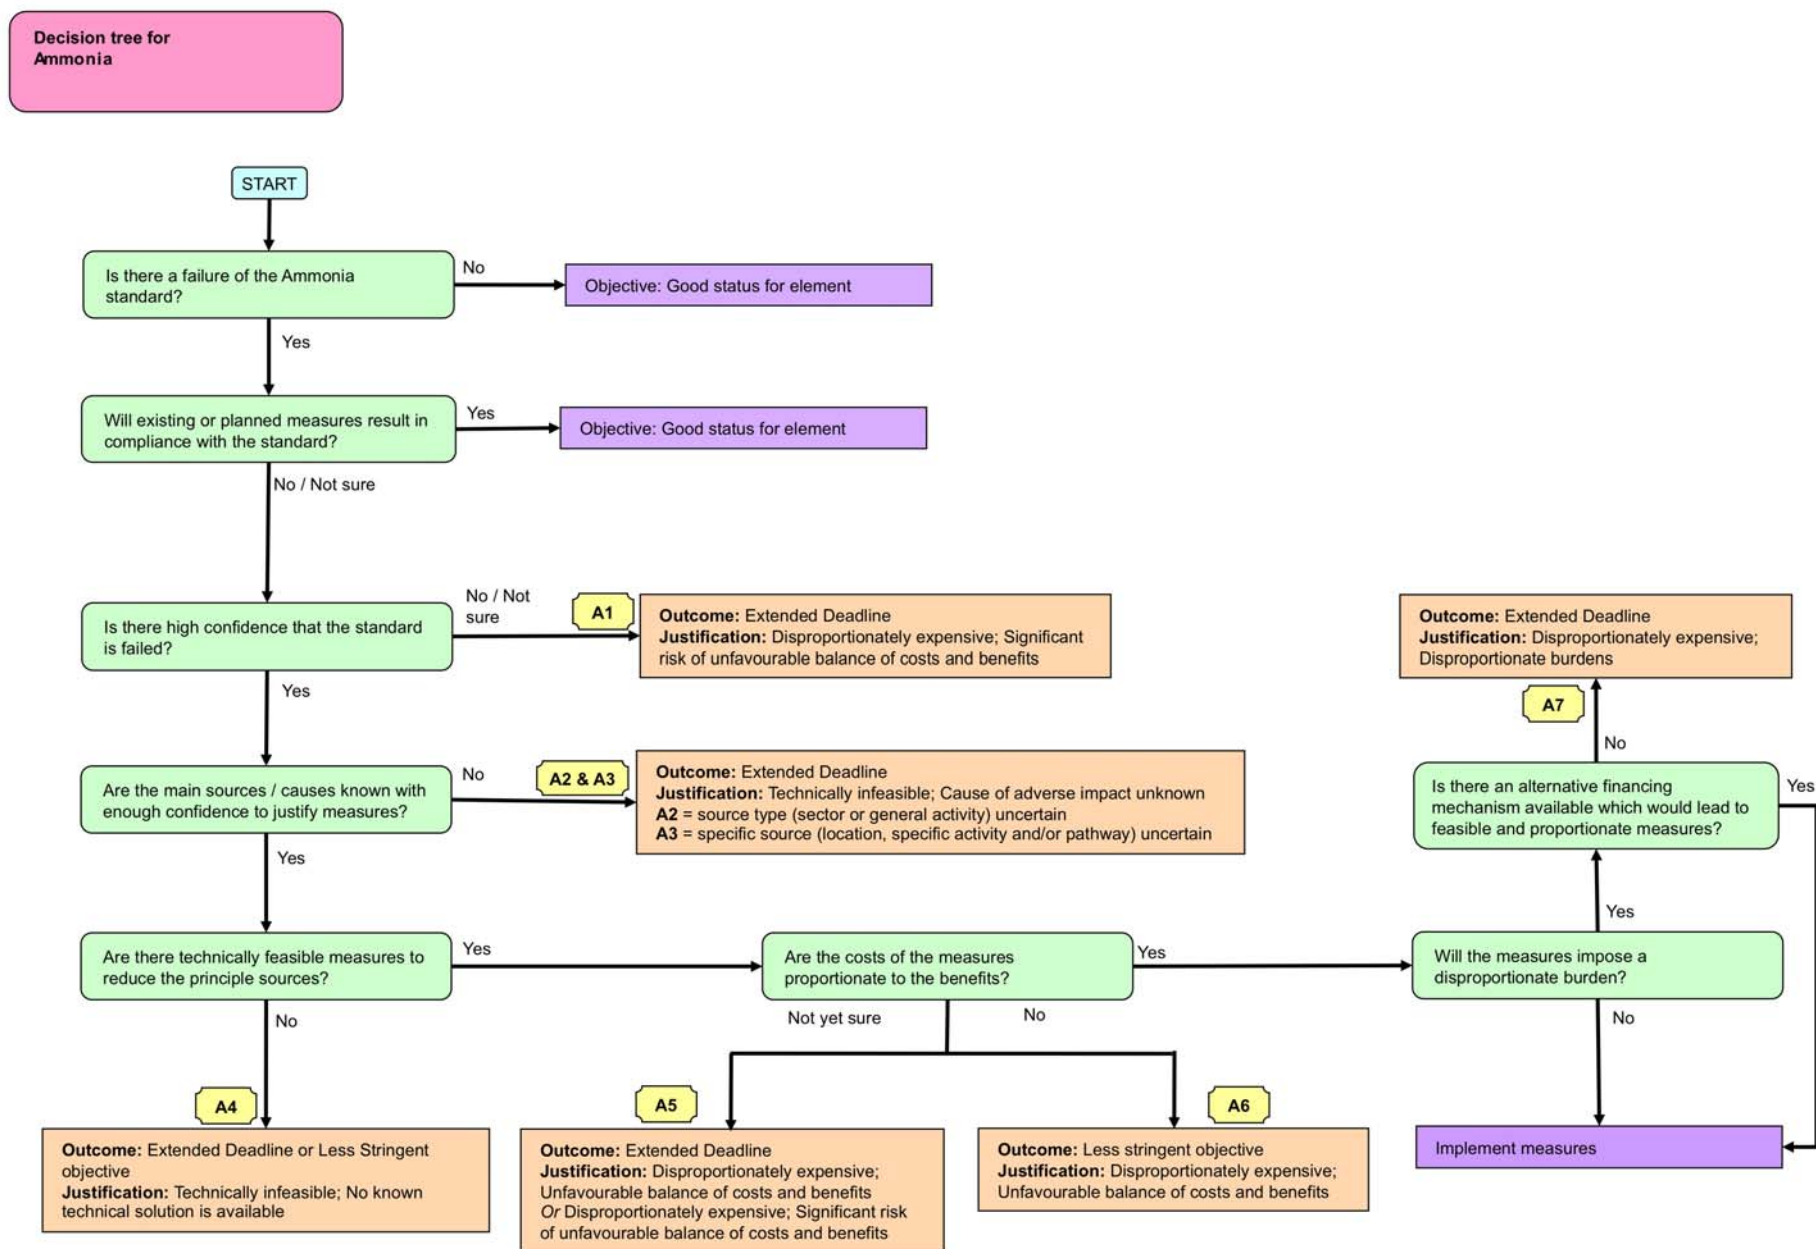 Decision tree for
Ammonia
START
Is there a failure of the Ammonia
standard?
No
Objective: Good status for element
Yes
Will existing or planned measures result in
compliance with the standard?
Yes
Objective: Good status for element
No / Not sure
Is there high confidence that the standard
is failed?
No / Not
sure
A1
Outcome: Extended Deadline
Justification: Disproportionately expensive; Significant
risk of unfavourable balance of costs and benefits
Yes
Are the main sources / causes known with
enough confidence to justify measures?
No
A2 & A3
Outcome: Extended Deadline
Justification: Technically infeasible; Cause of adverse impact unknown
A2 = source type (sector or general activity) uncertain
A3 = specific source (location, specific activity and/or pathway) uncertain
Yes
Are there technically feasible measures to
reduce the principle sources?
Yes
Are the costs of the measures
proportionate to the benefits?
Yes
Will the measures impose a
disproportionate burden?
Yes
Is there an alternative financing
mechanism available which would lead to
feasible and proportionate measures?
Yes
No
A7
Outcome: Extended Deadline
Justification: Disproportionately expensive;
Disproportionate burdens
No
Implement measures
No
A4
Outcome: Extended Deadline or Less Stringent
objective
Justification: Technically infeasible; No known
technical solution is available
Not yet sure
No
A5
Outcome: Extended Deadline
Justification: Disproportionately expensive;
Unfavourable balance of costs and benefits
Or Disproportionately expensive; Significant risk
of unfavourable balance of costs and benefits
A6
Outcome: Less stringent objective
Justification: Disproportionately expensive;
Unfavourable balance of costs and benefits